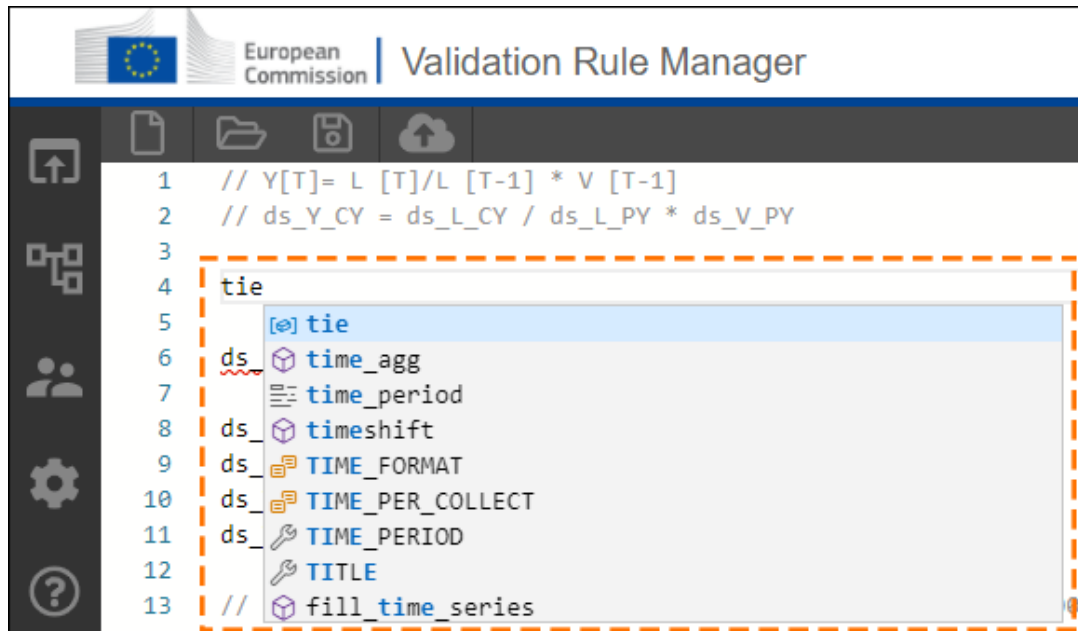 European
Commission
Validation Rule Manager
1 // Y[T]= L [T]/L [T-1] * V [T-1]
2 // ds_Y_CY = ds_L_CY / ds_L_PY * ds_V_PY
3
4 tie
5 tie
6 ds_ time_agg
7 time_period
8 ds_ timeshift
9 ds_ TIME_FORMAT
10 ds_ TIME_PER_COLLECT
11 ds_ TIME_PERIOD
12 TITLE
13 // fill_time_series